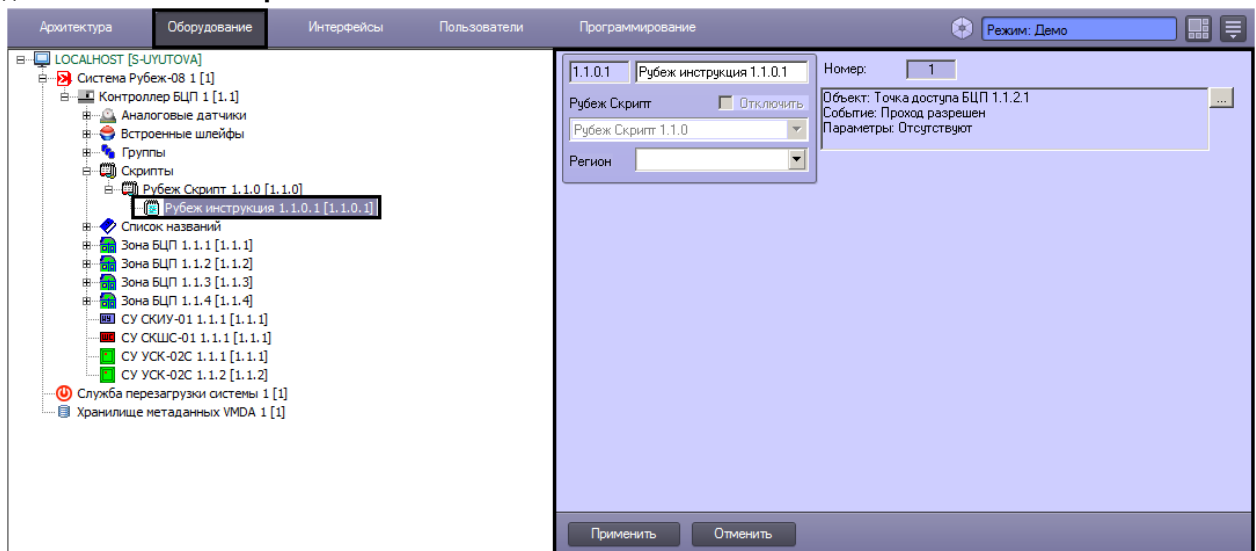 Архитектура Оборудование Интерфейсы Пользователи Программирование Режим: Демо
LOCALHOST [S-UYUTOVA]
Система Рубеж-08 1 [1]
Контроллер БЦП 1 [1.1]
Аналоговые датчики
Встроенные шлейфы
Группы
Скрипты
Рубеж Скрипт 1.1.0 [1.1.0]
Рубеж инструкция 1.1.0.1 [1.1.0.1]
Список названий
Зона БЦП 1.1.1 [1.1.1]
Зона БЦП 1.1.2 [1.1.2]
Зона БЦП 1.1.3 [1.1.3]
Зона БЦП 1.1.4 [1.1.4]
СУ СКИУ-01 1.1.1 [1.1.1]
СУ СКШС-01 1.1.1 [1.1.1]
СУ УСК-02С 1.1.1 [1.1.1]
СУ УСК-02С 1.1.2 [1.1.2]
Служба перезагрузки системы 1 [1]
Хранилище метаданных VMDA 1 [1]
1.1.0.1 Рубеж инструкция 1.1.0.1
Рубеж Скрипт Отключить
Рубеж Скрипт 1.1.0
Регион
Номер: 1
Объект: Точка доступа БЦП 1.1.2.1
Событие: Проход разрешен
Параметры: Отсутствуют
...
Применить Отменить